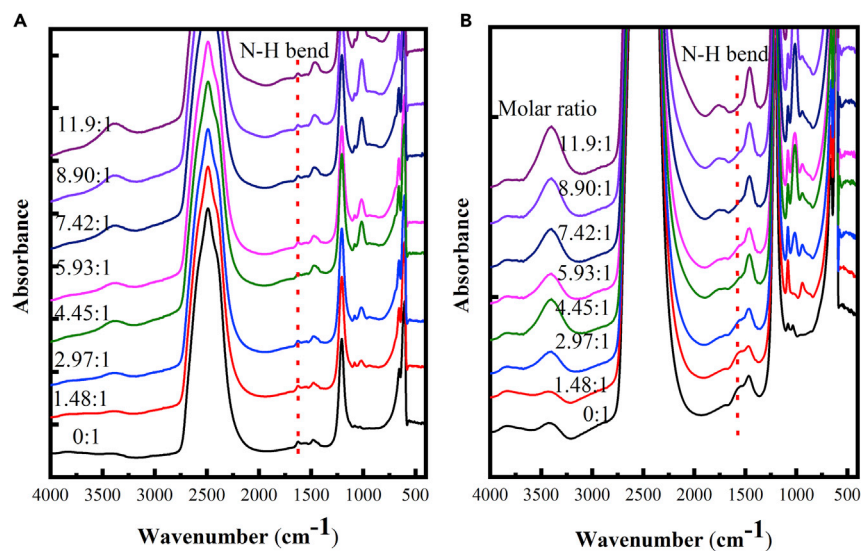 A
N-H bend
11.9:1
8.90:1
7.42:1
5.93:1
4.45:1
2.97:1
1.48:1
0:1
Absorbance
4000 3500 3000 2500 2000 1500 1000 500
Wavenumber (cm-1)
B
N-H bend
Molar ratio
11.9:1
8.90:1
7.42:1
5.93:1
4.45:1
2.97:1
1.48:1
0:1
Absorbance
4000 3500 3000 2500 2000 1500 1000 400
Wavenumber (cm-1)